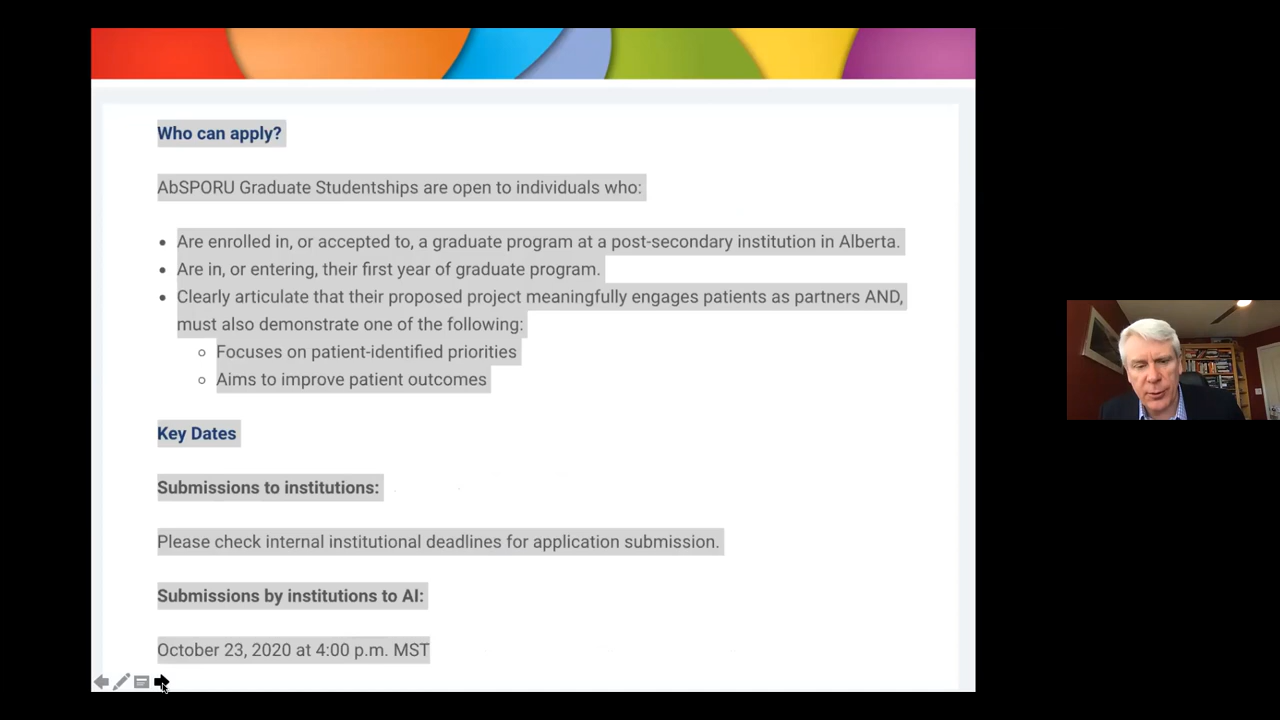 Who can apply?
AbSPORU Graduate Studentships are open to individuals who:
Are enrolled in, or accepted to, a graduate program at a post-secondary institution in Alberta.
Are in, or entering, their first year of graduate program.
Clearly articulate that their proposed project meaningfully engages patients as partners AND,
must also demonstrate one of the following:
Focuses on patient-identified priorities
Aims to improve patient outcomes
Key Dates
Submissions to institutions:
Please check internal institutional deadlines for application submission.
Submissions by institutions to AI:
October 23, 2020 at 4:00 p.m. MST